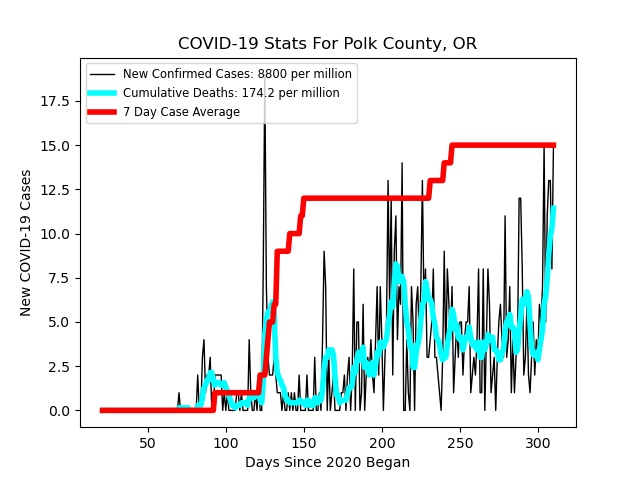 COVID-19 Stats For Polk County, OR
New Confirmed Cases: 8800 per million
Cumulative Deaths: 174.2 per million
7 Day Case Average
17.5
15.0
12.5
10.0
7.5
5.0
2.5
0.0
New COVID-19 Cases
50 100 150 200 250 300
Days Since 2020 Began